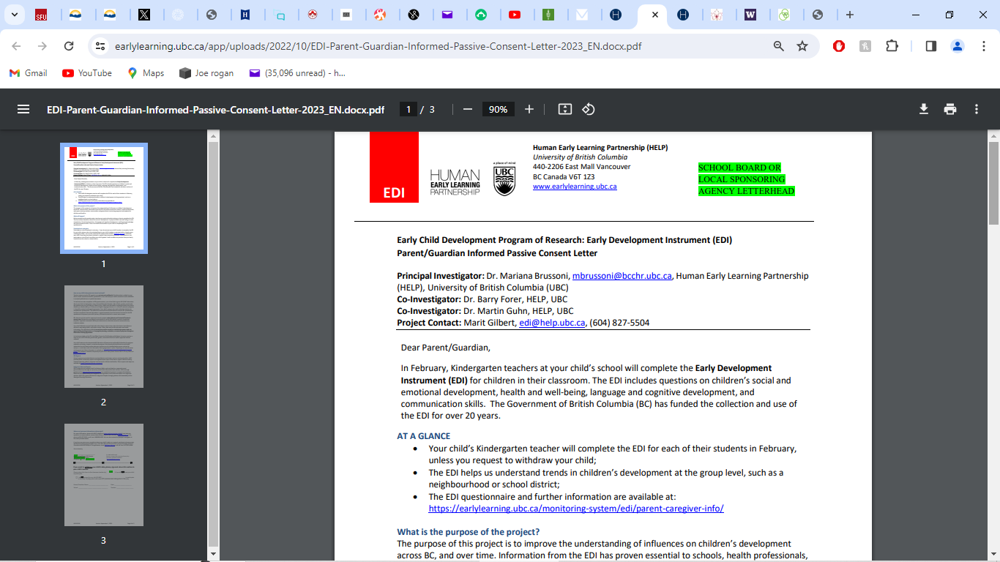 SFU
earlylearning.ubc.ca/app/uploads/2022/10/EDI-Parent-Guardian-Informed-Passive-Consent-Letter-2023_EN.docx.pdf
Gmail YouTube Maps Joe rogan (35,096 unread) - h...
EDI-Parent-Guardian-Informed-Passive-Consent-Letter-2023_EN.docx.pdf 1 / 3 90%
1
2
3
EDI
HUMAN
EARLY LEARNING
PARTNERSHIP
a place of mind
UBC
Human Early Learning Partnership (HELP)
University of British Columbia
440-2206 East Mall Vancouver
BC Canada V6T 1Z3
www.earlylearning.ubc.ca
SCHOOL BOARD OR
LOCAL SPONSORING
AGENCY LETTERHEAD
Early Child Development Program of Research: Early Development Instrument (EDI)
Parent/Guardian Informed Passive Consent Letter
Principal Investigator: Dr. Mariana Brussoni, mbrussoni@bcchr.ubc.ca, Human Early Learning Partnership
(HELP), University of British Columbia (UBC)
Co-Investigator: Dr. Barry Forer, HELP, UBC
Co-Investigator: Dr. Martin Guhn, HELP, UBC
Project Contact: Marit Gilbert, edi@help.ubc.ca, (604) 827-5504
Dear Parent/Guardian,
In February, Kindergarten teachers at your child's school will complete the Early Development
Instrument (EDI) for children in their classroom. The EDI includes questions on children's social and
emotional development, health and well-being, language and cognitive development, and
communication skills.  The Government of British Columbia (BC) has funded the collection and use of
the EDI for over 20 years.
AT A GLANCE
• Your child's Kindergarten teacher will complete the EDI for each of their students in February,
unless you request to withdraw your child;
• The EDI helps us understand trends in children's development at the group level, such as a
neighbourhood or school district;
• The EDI questionnaire and further information are available at:
https://earlylearning.ubc.ca/monitoring-system/edi/parent-caregiver-info/
What is the purpose of the project?
The purpose of this project is to improve the understanding of influences on children's development
across BC, and over time. Information from the EDI has proven essential to schools, health professionals,